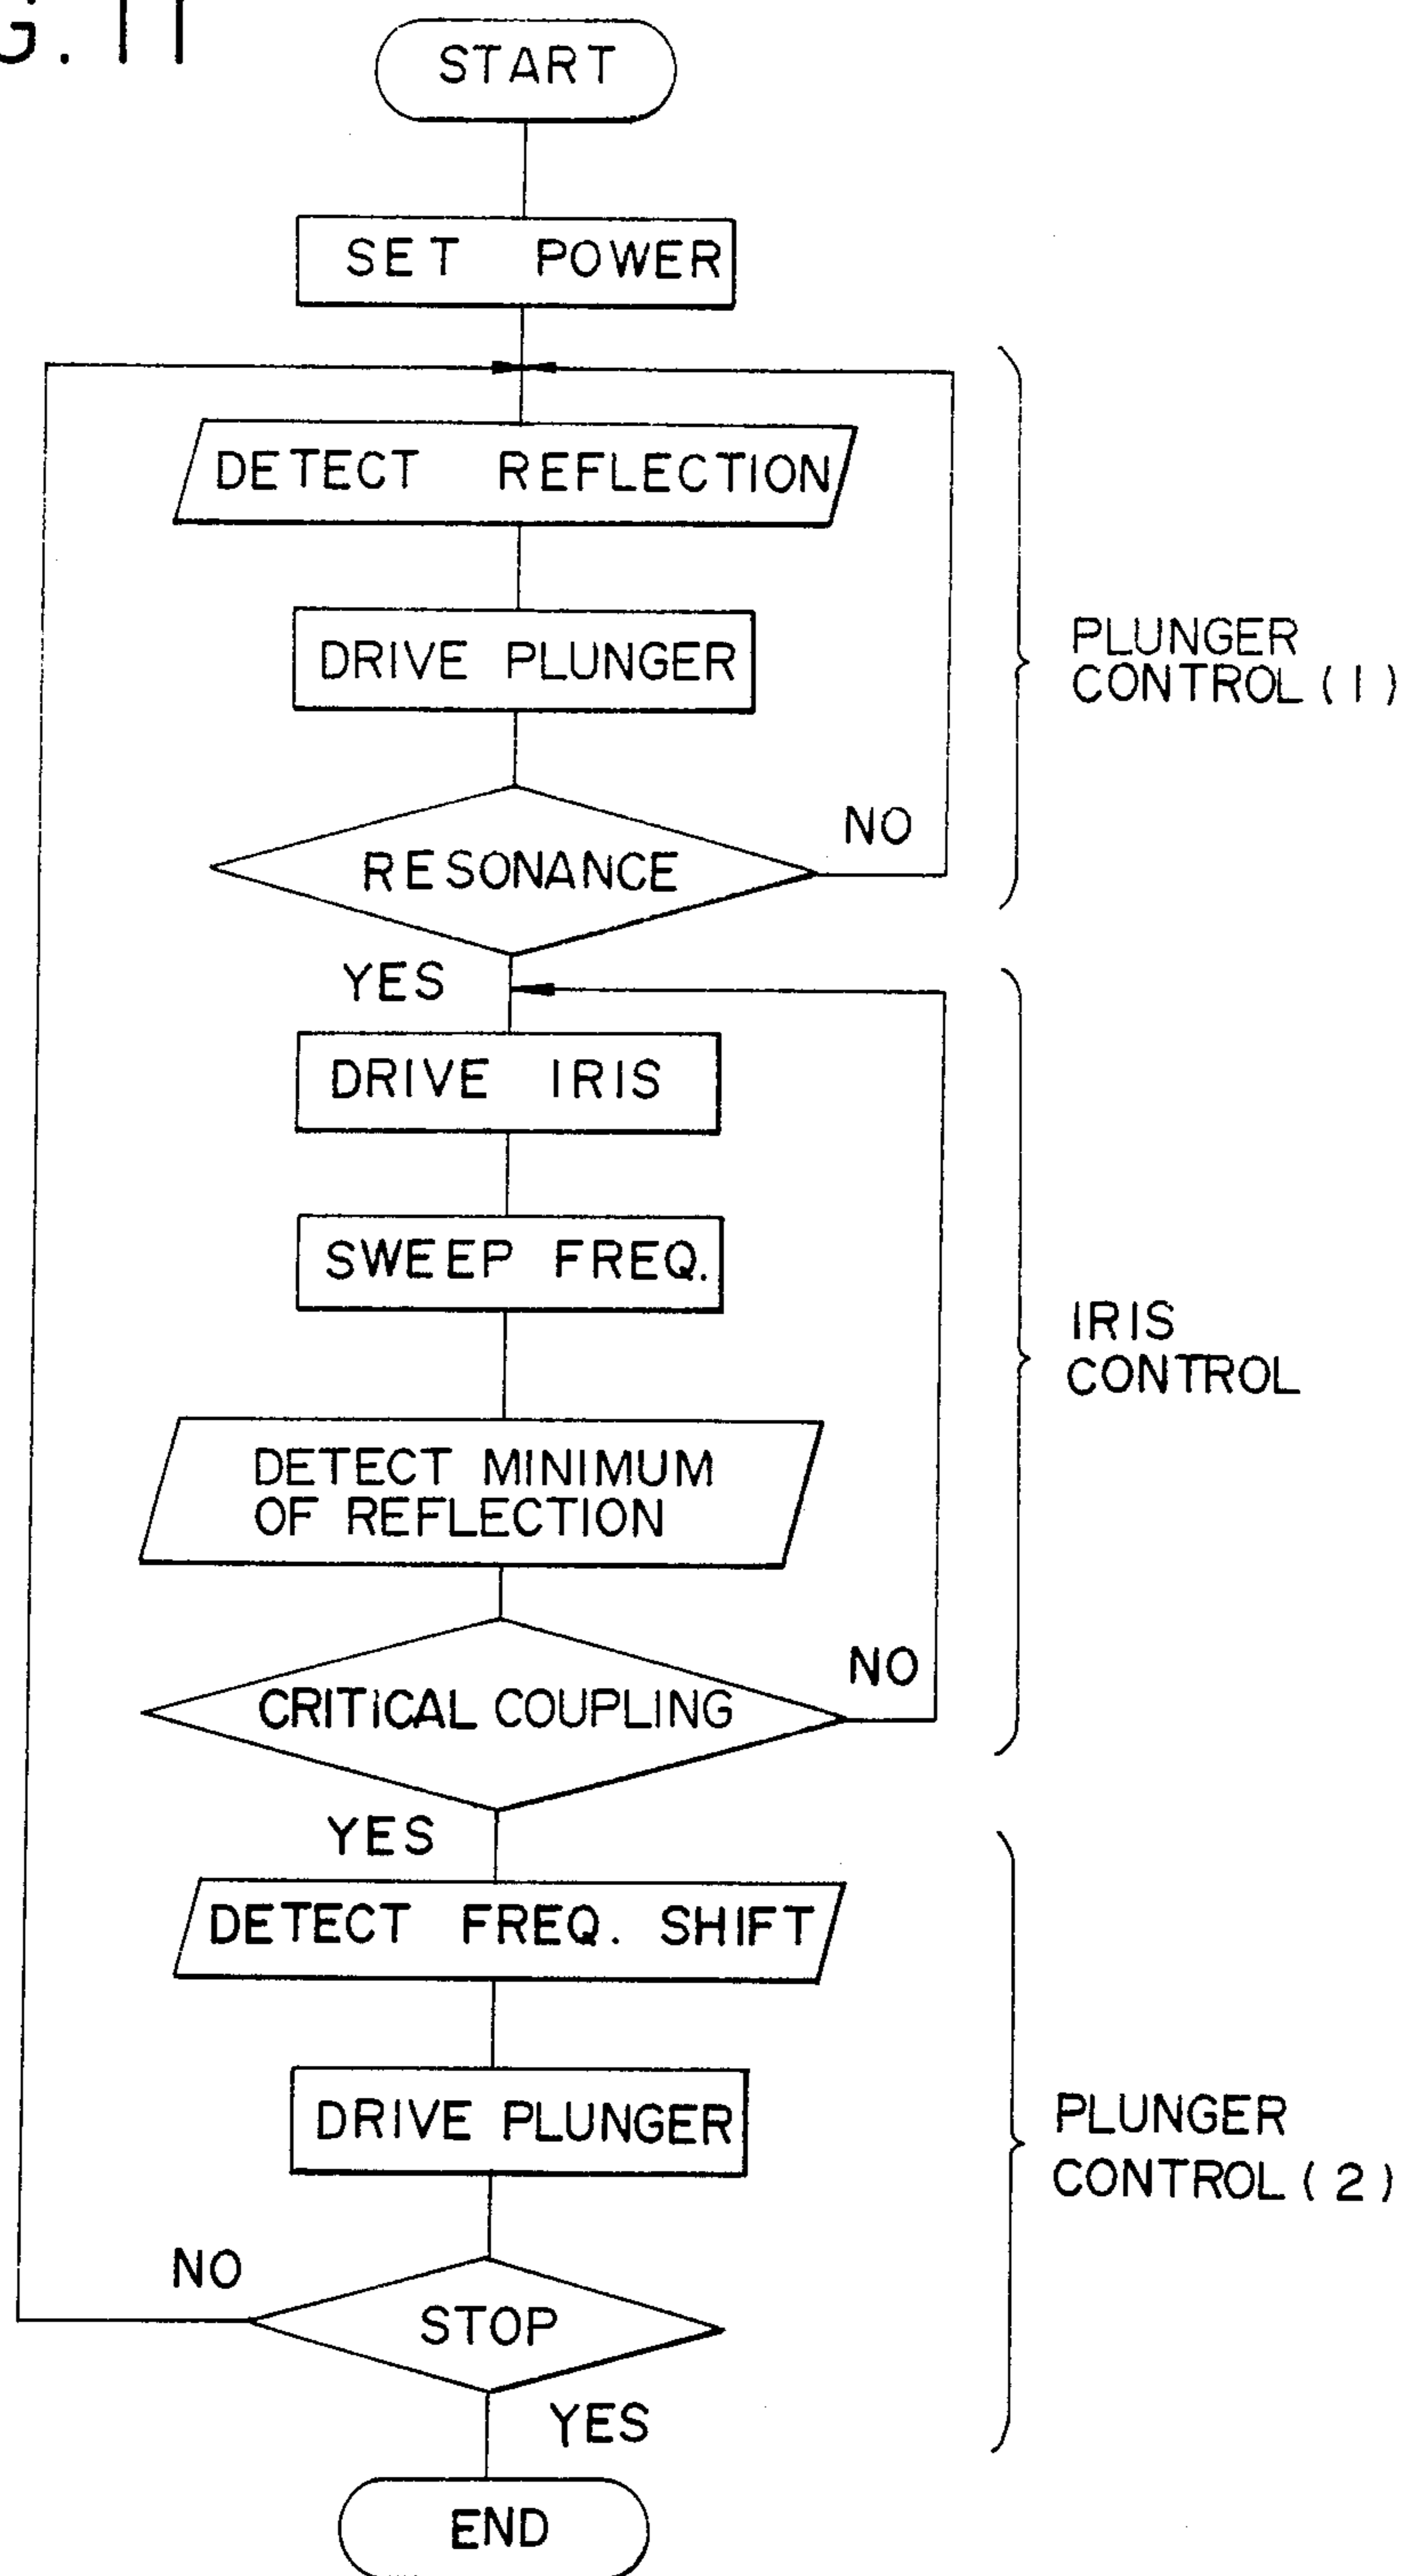 G. 11
START
SET POWER
DETECT REFLECTION
DRIVE PLUNGER
PLUNGER
CONTROL (1)
NO
RESONANCE
YES
DRIVE IRIS
SWEEP FREQ.
IRIS
CONTROL
DETECT MINIMUM
OF REFLECTION
NO
CRITICAL COUPLING
YES
DETECT FREQ. SHIFT
DRIVE PLUNGER
PLUNGER
CONTROL (2)
NO
STOP
YES
END